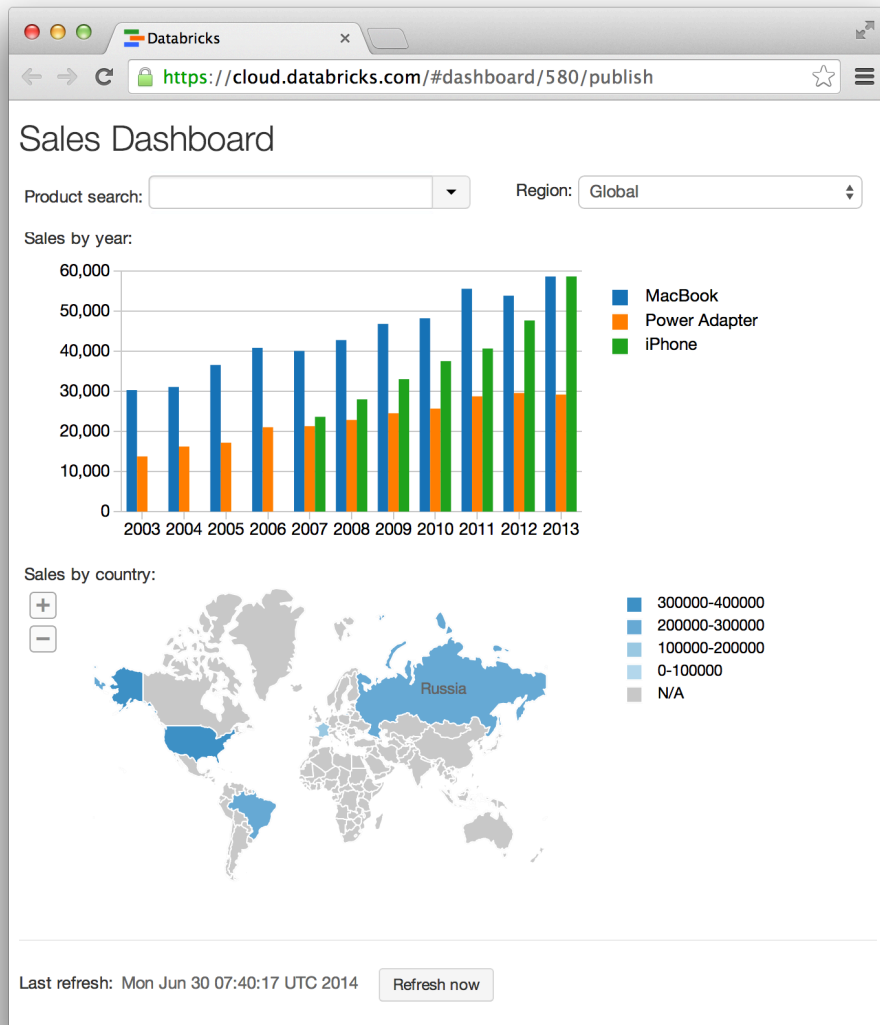 Databricks
https://cloud.databricks.com/#dashboard/580/publish
Sales Dashboard
Product search:
Region: Global
Sales by year:
60,000
50,000
40,000
30,000
20,000
10,000
0
2003 2004 2005 2006 2007 2008 2009 2010 2011 2012 2013
MacBook
Power Adapter
iPhone
Sales by country:
+
−
Russia
300000-400000
200000-300000
100000-200000
0-100000
N/A
Last refresh: Mon Jun 30 07:40:17 UTC 2014 Refresh now